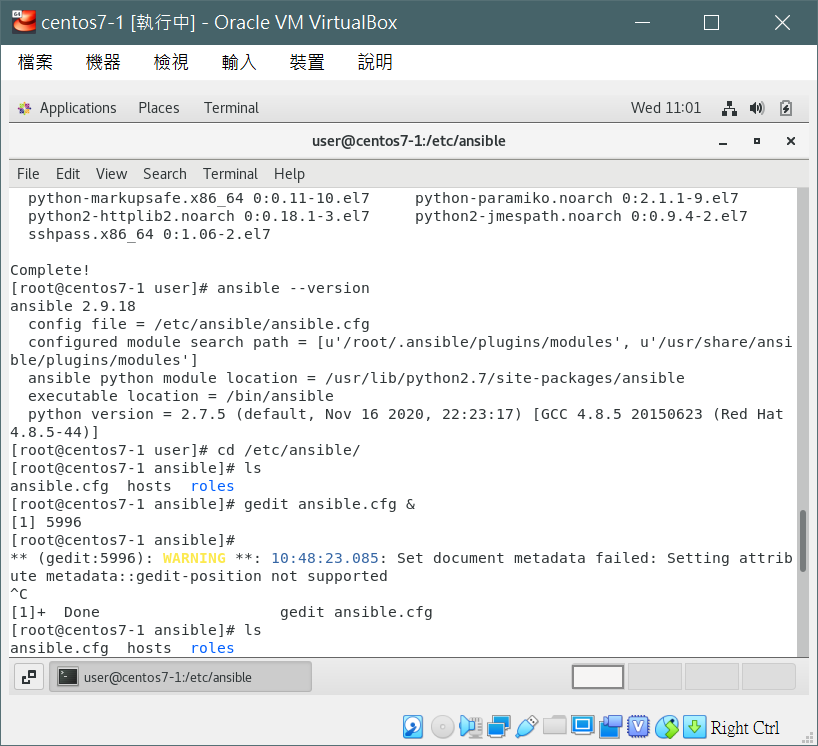 centos7-1 [執行中] - Oracle VM VirtualBox
檔案 機器 檢視 輸入 裝置 說明
Applications Places Terminal Wed 11:01
user@centos7-1:/etc/ansible
File Edit View Search Terminal Help
python-markupsafe.x86_64 0:0.11-10.el7 python-paramiko.noarch 0:2.1.1-9.el7
python2-httplib2.noarch 0:0.18.1-3.el7 python2-jmespath.noarch 0:0.9.4-2.el7
sshpass.x86_64 0:1.06-2.el7
Complete!
[root@centos7-1 user]# ansible --version
ansible 2.9.18
config file = /etc/ansible/ansible.cfg
configured module search path = [u'/root/.ansible/plugins/modules', u'/usr/share/ansi
ble/plugins/modules']
ansible python module location = /usr/lib/python2.7/site-packages/ansible
executable location = /bin/ansible
python version = 2.7.5 (default, Nov 16 2020, 22:23:17) [GCC 4.8.5 20150623 (Red Hat
4.8.5-44)]
[root@centos7-1 user]# cd /etc/ansible/
[root@centos7-1 ansible]# ls
ansible.cfg hosts roles
[root@centos7-1 ansible]# gedit ansible.cfg &
[1] 5996
[root@centos7-1 ansible]#
** (gedit:5996): WARNING **: 10:48:23.085: Set document metadata failed: Setting attrib
ute metadata::gedit-position not supported
^C
[1]+ Done gedit ansible.cfg
[root@centos7-1 ansible]# ls
ansible.cfg hosts roles
user@centos7-1:/etc/ansible
Right Ctrl